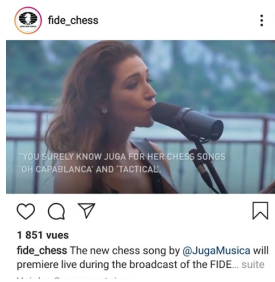 fide_chess
"YOU SURELY KNOW JUGA FOR HER CHESS SONGS
'OH CAPABLANCA' AND 'TACTICAL'.
1 851 vues
fide_chess The new chess song by @JugaMusica will
premiere live during the broadcast of the FIDE... suite